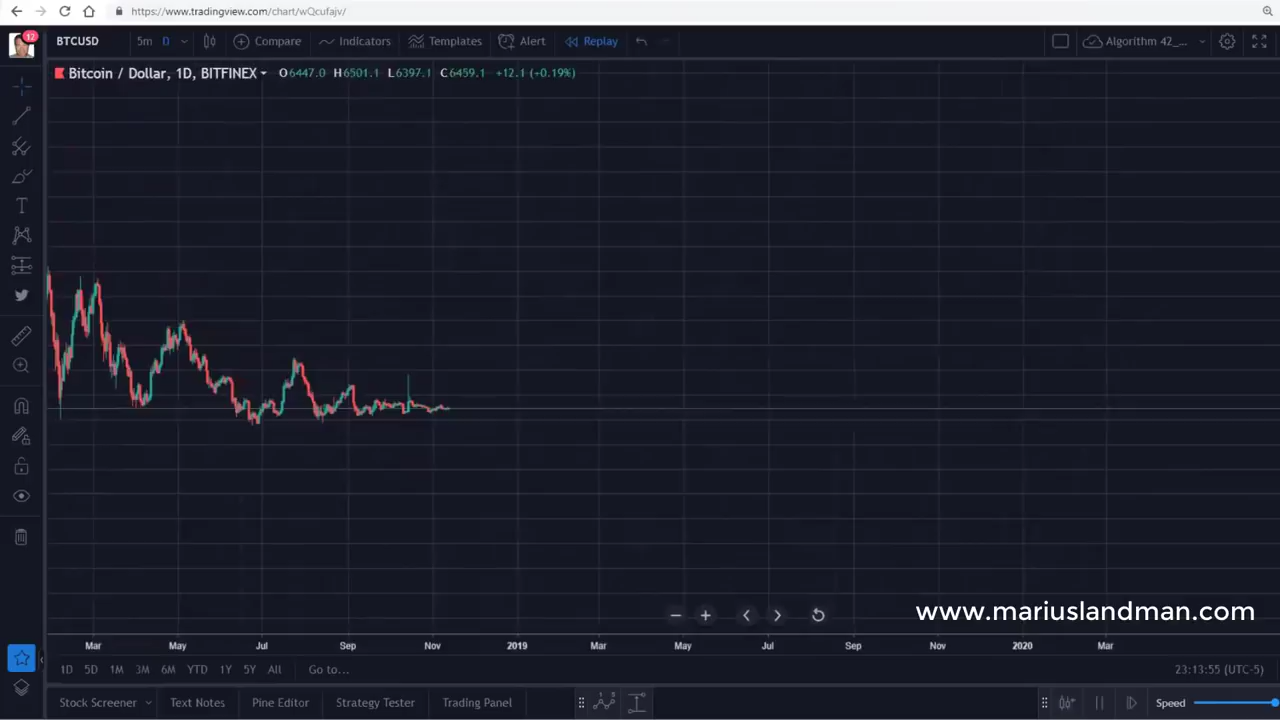 https://www.tradingview.com/chart/wQcufajv/
12
BTCUSD 5m D Compare Indicators Templates Alert Replay Algorithm 42_...
Bitcoin / Dollar, 1D, BITFINEX O6447.0 H6501.1 L6397.1 C6459.1 +12.1 (+0.19%)
T
www.mariuslandman.com
Mar May Jul Sep Nov 2019 Mar May Jul Sep Nov 2020 Mar
1D 5D 1M 3M 6M YTD 1Y 5Y All Go to... 23:13:55 (UTC-5)
Stock Screener Text Notes Pine Editor Strategy Tester Trading Panel Speed